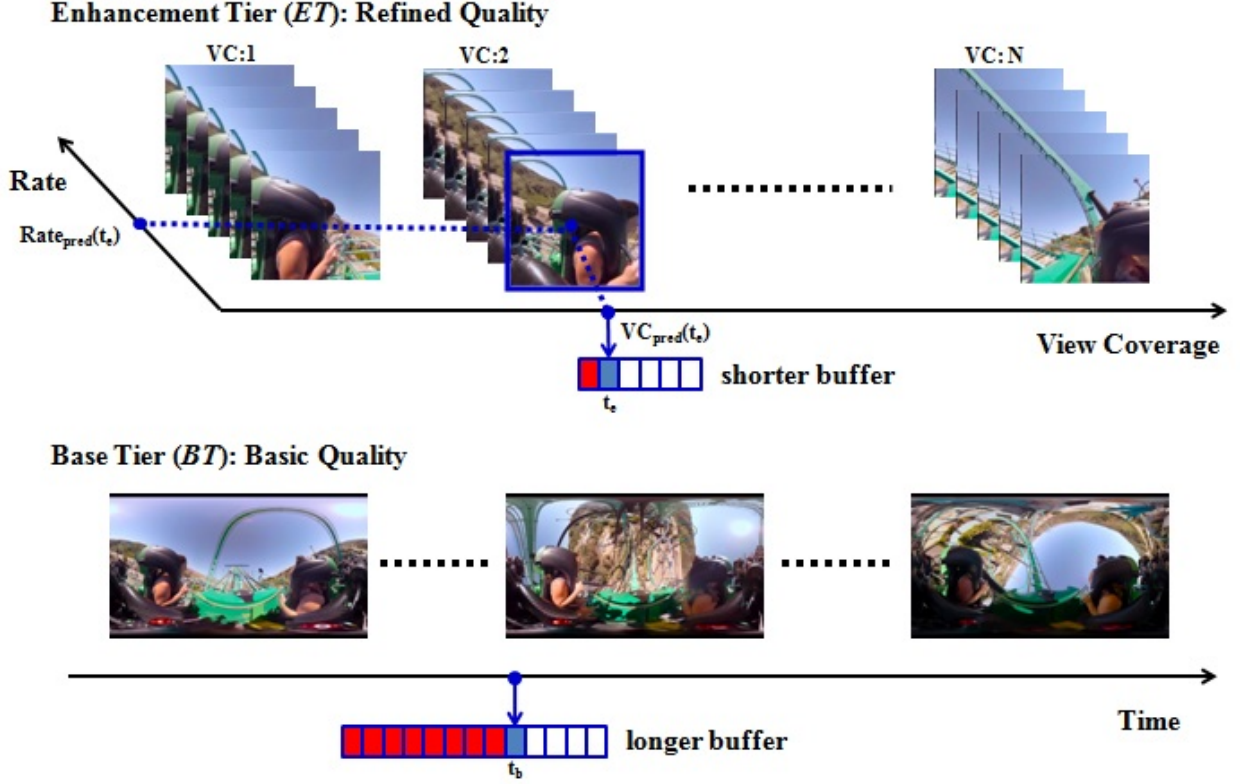 Enhancement Tier (ET): Refined Quality
VC:1
VC:2
VC: N
Rate
Rate_pred(t_e)
VC_pred(t_e)
View Coverage
shorter buffer
t_e
Base Tier (BT): Basic Quality
Time
longer buffer
t_b